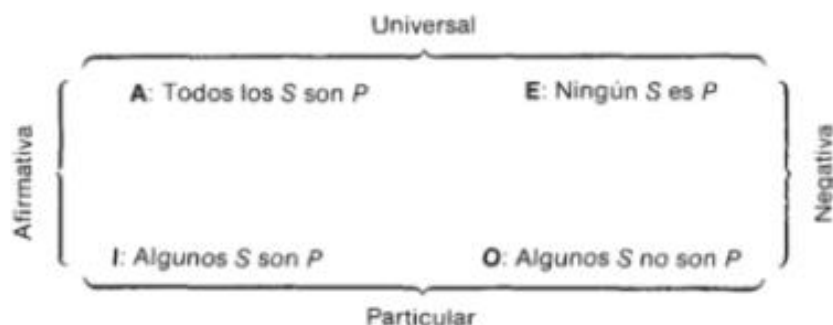 Universal
A: Todos los S son P
E: Ningún S es P
Afirmativa
Negativa
I: Algunos S son P
O: Algunos S no son P
Particular